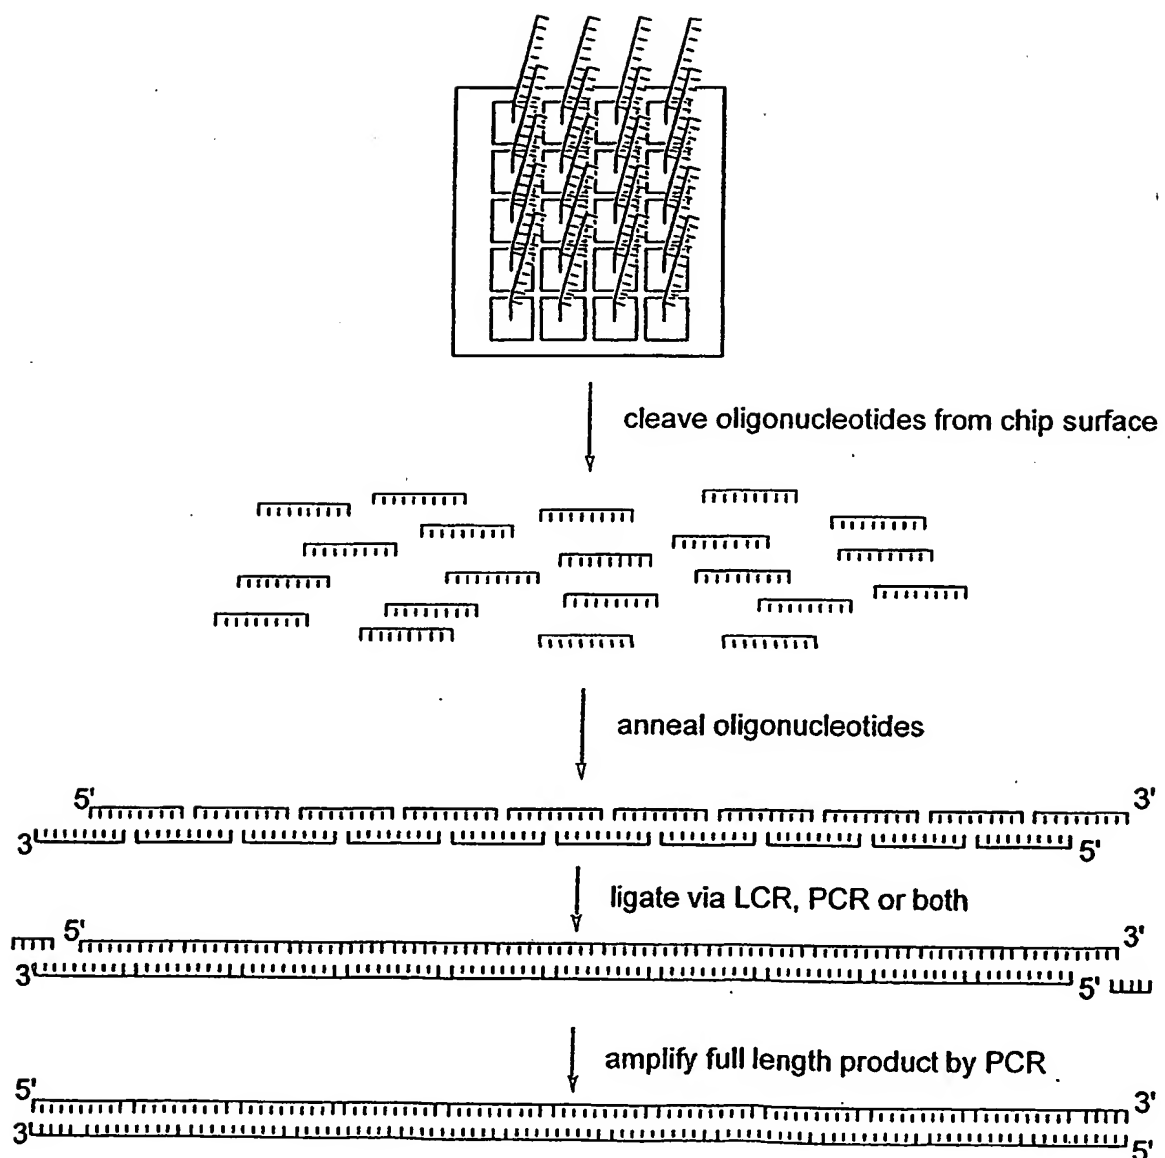 cleave oligonucleotides from chip surface
anneal oligonucleotides
5' 3'
3 5'
ligate via LCR, PCR or both
5' 3'
3 5'
amplify full length product by PCR
5' 3'
3 5'